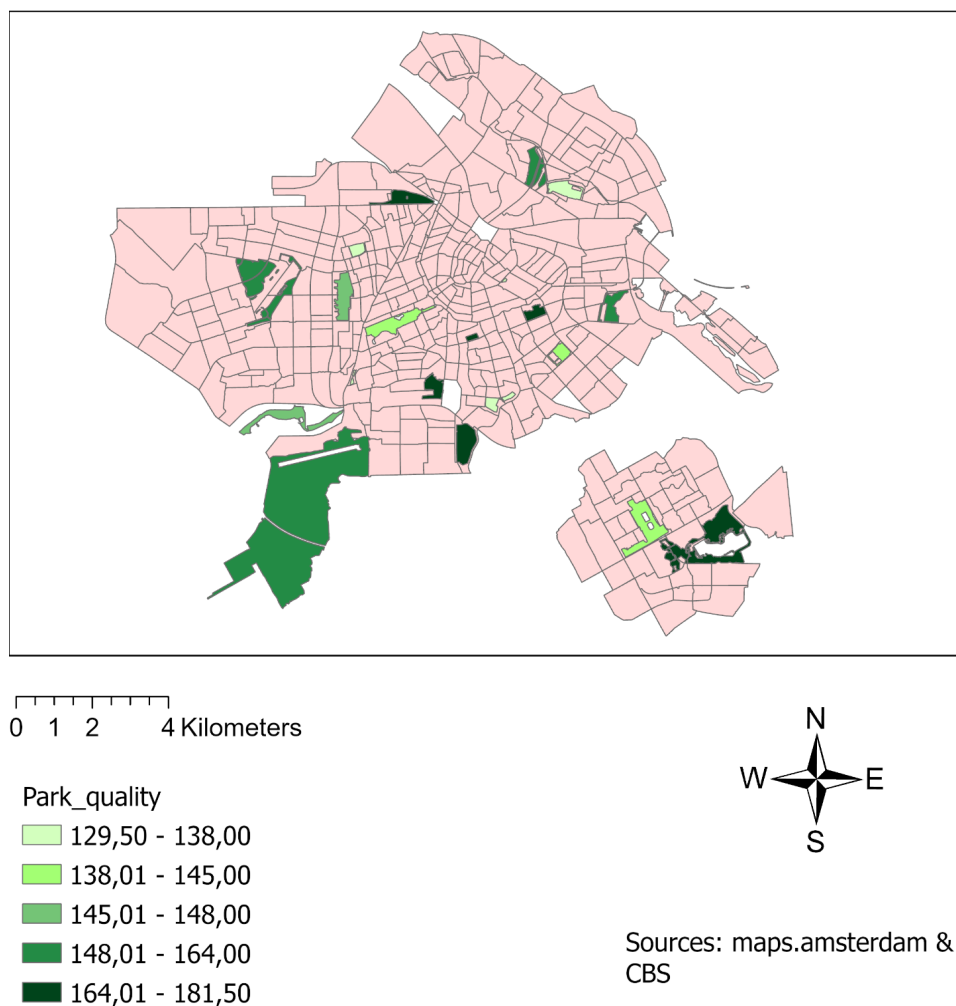 0 1 2 4 Kilometers
N
W E
S
Park_quality
129,50 - 138,00
138,01 - 145,00
145,01 - 148,00
148,01 - 164,00
164,01 - 181,50
Sources: maps.amsterdam &
CBS